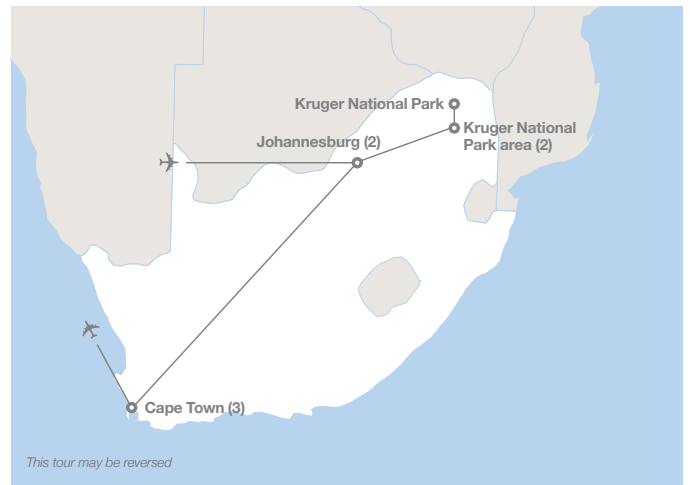 Kruger National Park
Kruger National
Park area (2)
Johannesburg (2)
Cape Town (3)
This tour may be reversed